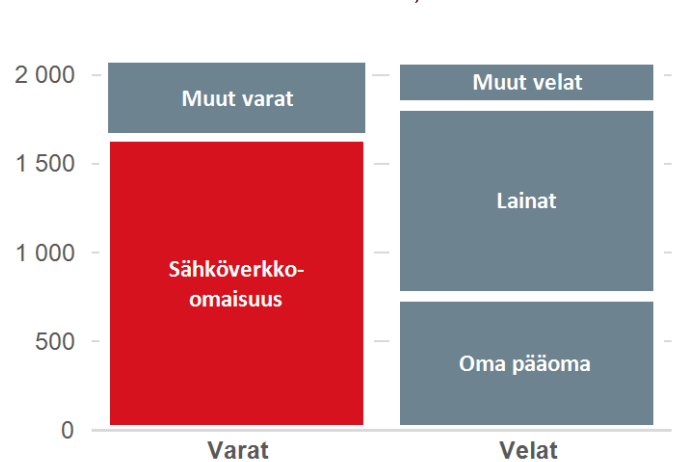 2 000
1 500
1 000
500
0
Muut varat
Sähköverkko-
omaisuus
Muut velat
Lainat
Oma pääoma
Varat
Velat